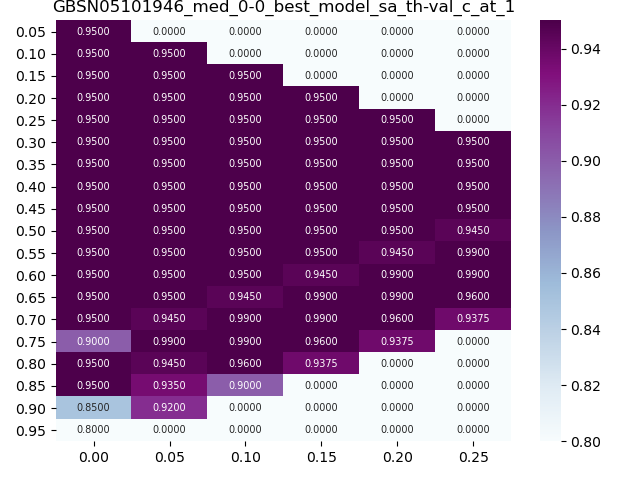 GBSN05101946_med_0-0_best_model_sa_th-val_c_at_1
0.05 0.9500 0.0000 0.0000 0.0000 0.0000 0.0000
0.10 0.9500 0.9500 0.0000 0.0000 0.0000 0.0000
0.15 0.9500 0.9500 0.9500 0.0000 0.0000 0.0000
0.20 0.9500 0.9500 0.9500 0.9500 0.0000 0.0000
0.25 0.9500 0.9500 0.9500 0.9500 0.9500 0.0000
0.30 0.9500 0.9500 0.9500 0.9500 0.9500 0.9500
0.35 0.9500 0.9500 0.9500 0.9500 0.9500 0.9500
0.40 0.9500 0.9500 0.9500 0.9500 0.9500 0.9500
0.45 0.9500 0.9500 0.9500 0.9500 0.9500 0.9500
0.50 0.9500 0.9500 0.9500 0.9500 0.9500 0.9450
0.55 0.9500 0.9500 0.9500 0.9500 0.9450 0.9900
0.60 0.9500 0.9500 0.9500 0.9450 0.9900 0.9900
0.65 0.9500 0.9500 0.9450 0.9900 0.9900 0.9600
0.70 0.9500 0.9450 0.9900 0.9900 0.9600 0.9375
0.75 0.9000 0.9900 0.9900 0.9600 0.9375 0.0000
0.80 0.9500 0.9450 0.9600 0.9375 0.0000 0.0000
0.85 0.9500 0.9350 0.9000 0.0000 0.0000 0.0000
0.90 0.8500 0.9200 0.0000 0.0000 0.0000 0.0000
0.95 0.8000 0.0000 0.0000 0.0000 0.0000 0.0000
0.00 0.05 0.10 0.15 0.20 0.25
0.94
0.92
0.90
0.88
0.86
0.84
0.82
0.80